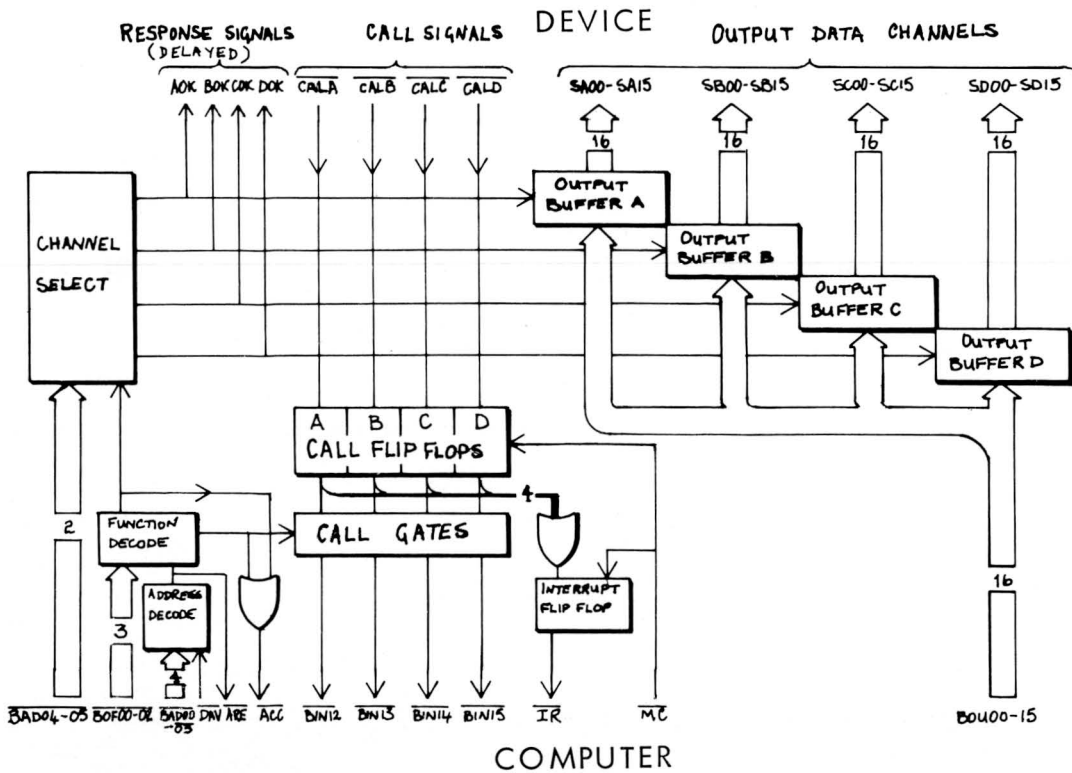 DEVICE
RESPONSE SIGNALS
(DELAYED)
CALL SIGNALS
OUTPUT DATA CHANNELS
AOK BOK COK DOK
CALA CALB CALC CALD
SA00-SA15
SB00-SB15
SC00-SC15
SD00-SD15
16
16
16
16
CHANNEL
SELECT
OUTPUT
BUFFER A
OUTPUT
BUFFER B
OUTPUT
BUFFER C
OUTPUT
BUFFER D
A B C D
CALL FLIP FLOPS
4
2
FUNCTION
DECODE
CALL GATES
ADDRESS
DECODE
INTERRUPT
FLIP FLOP
3
16
4
BAD04-05
BOF00-02
BAD00
-03
DAV
ARE
ACC
BIN12
BIN13
BIN14
BIN15
IR
MC
BOU00-15
COMPUTER